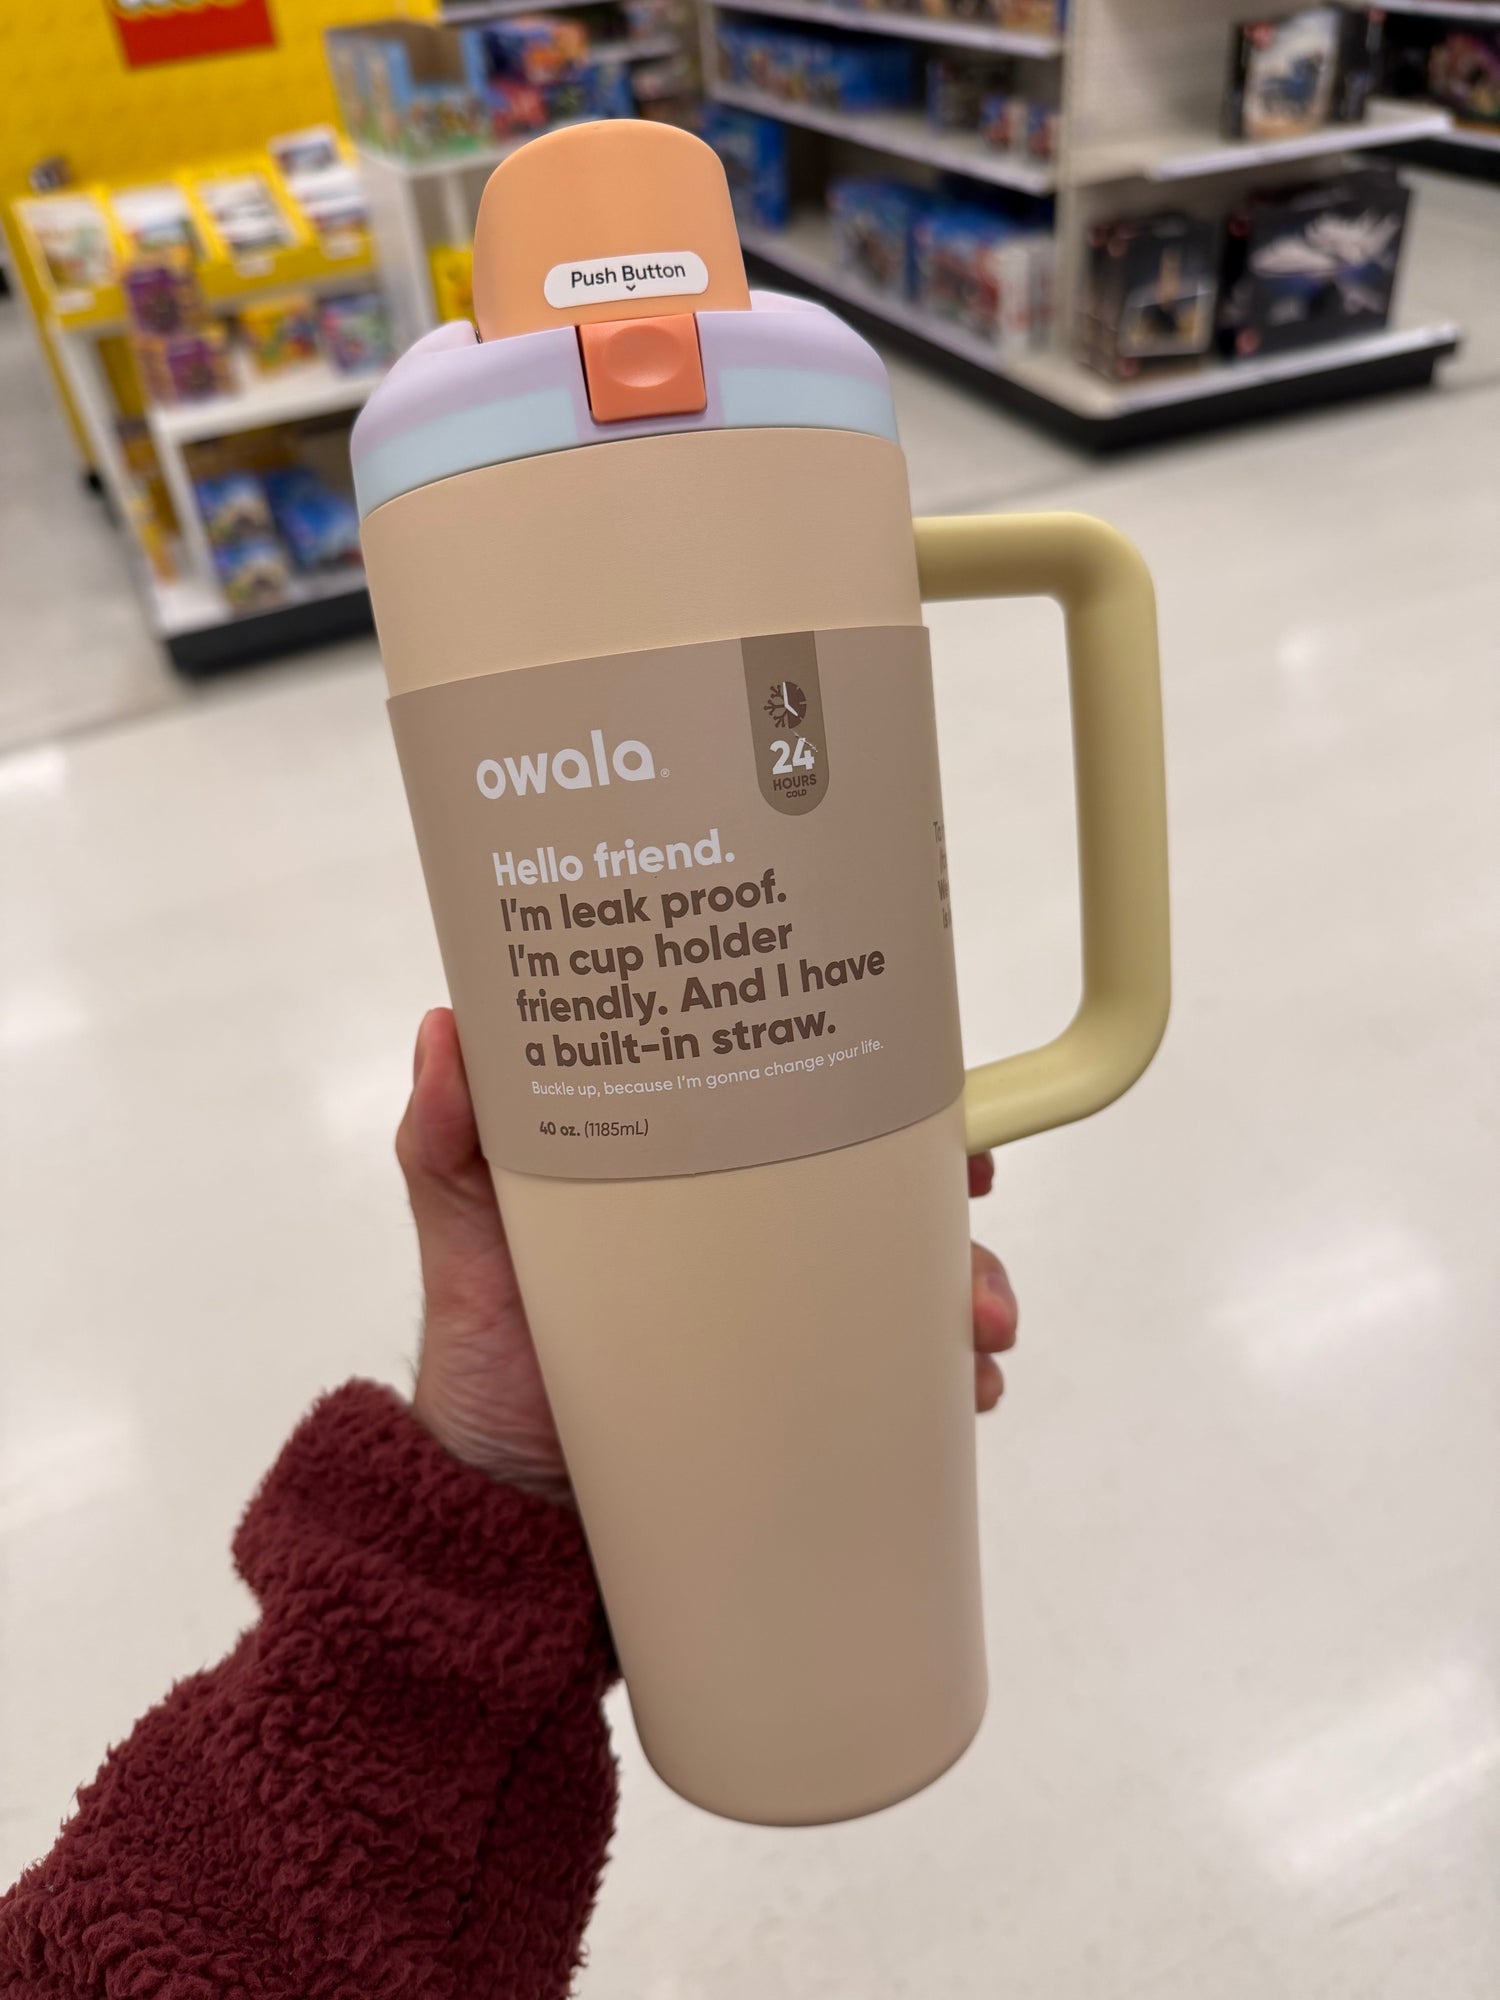 Push Button
owala®
24
HOURS
COLD
Hello friend.
I'm leak proof.
I'm cup holder
friendly. And I have
a built-in straw.
Buckle up, because I'm gonna change your life.
40 oz. (1185mL)